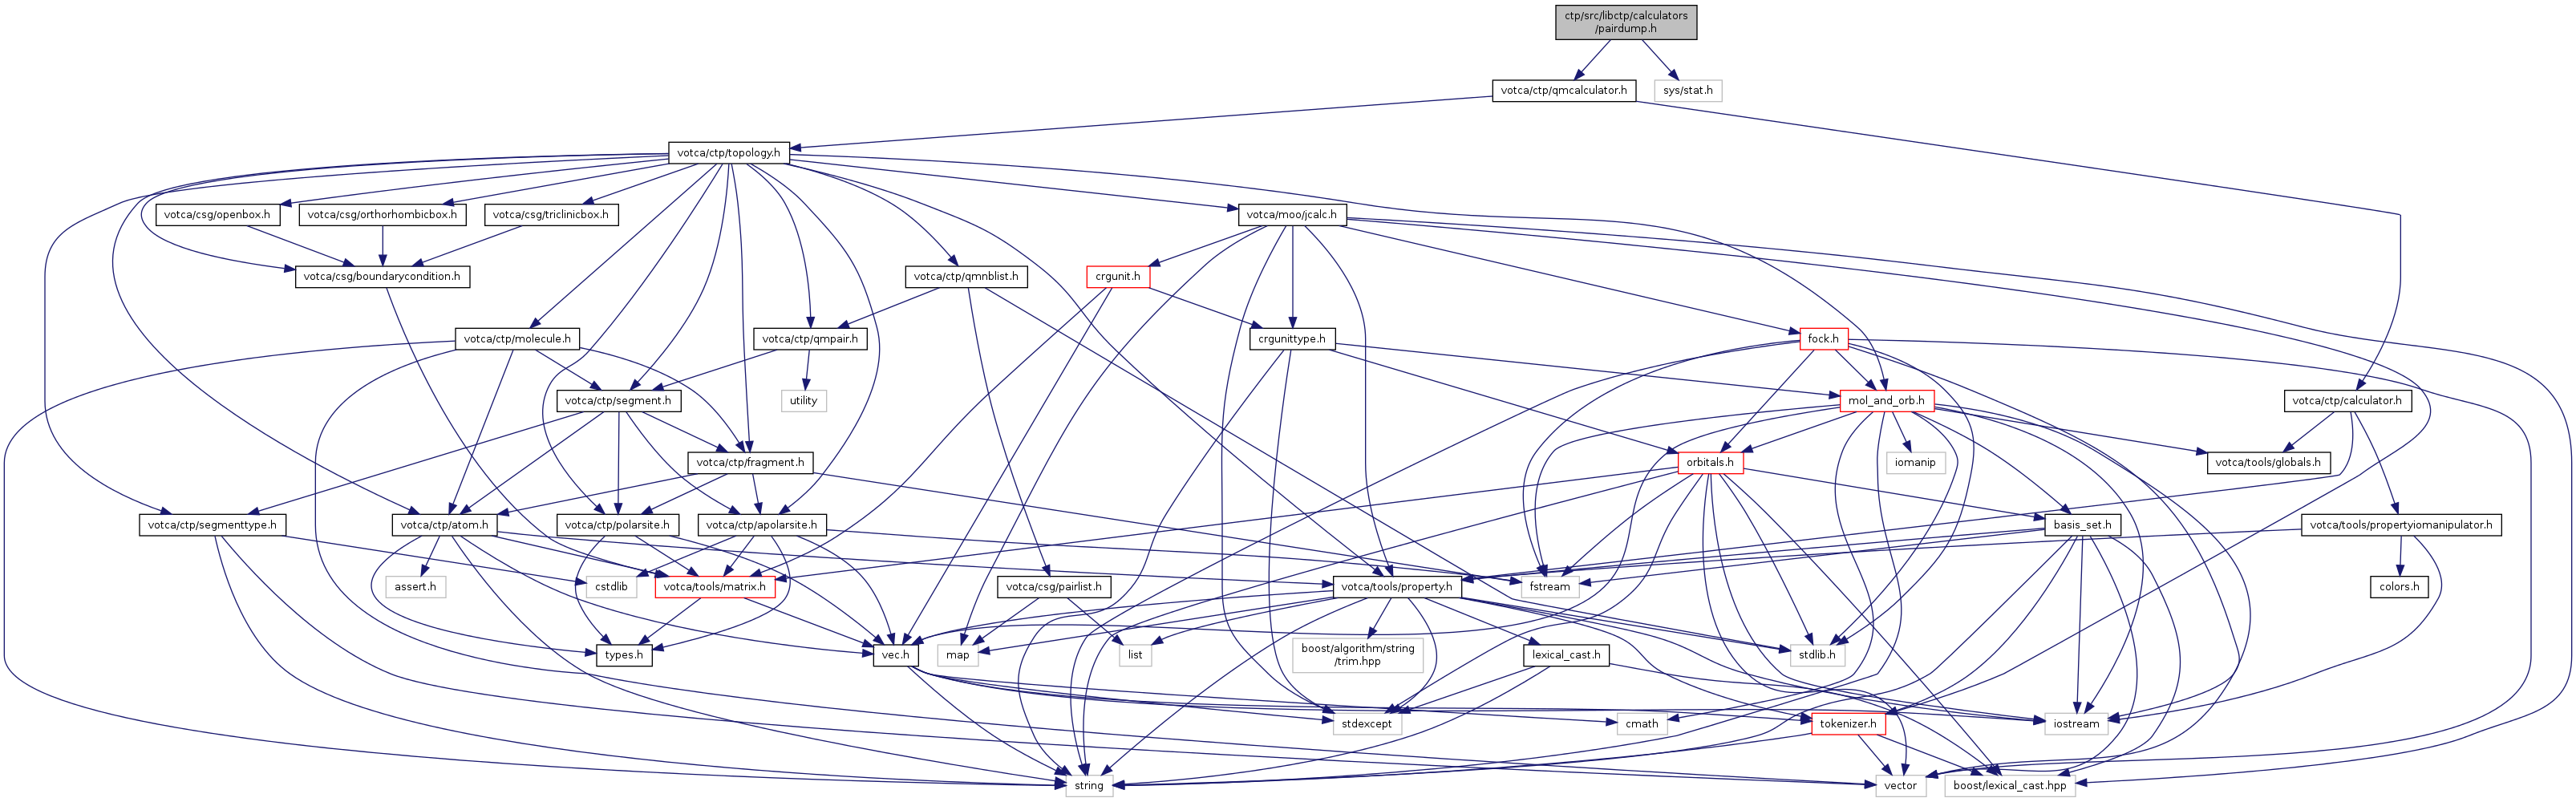 ctp/src/libctp/calculators
/pairdump.h
votca/ctp/qmcalculator.h
sys/stat.h
votca/ctp/topology.h
votca/csg/openbox.h
votca/csg/orthorhombicbox.h
votca/csg/triclinicbox.h
votca/moo/jcalc.h
votca/csg/boundarycondition.h
votca/ctp/qmnblist.h
crgunit.h
votca/ctp/molecule.h
votca/ctp/qmpair.h
crgunittype.h
fock.h
votca/ctp/segment.h
utility
mol_and_orb.h
votca/ctp/calculator.h
votca/ctp/fragment.h
orbitals.h
iomanip
votca/tools/globals.h
votca/ctp/segmenttype.h
votca/ctp/atom.h
votca/ctp/polarsite.h
votca/ctp/apolarsite.h
basis_set.h
votca/tools/propertyiomanipulator.h
assert.h
cstdlib
votca/tools/matrix.h
votca/csg/pairlist.h
votca/tools/property.h
fstream
colors.h
types.h
vec.h
map
list
boost/algorithm/string
/trim.hpp
lexical_cast.h
stdlib.h
stdexcept
cmath
tokenizer.h
iostream
string
vector
boost/lexical_cast.hpp